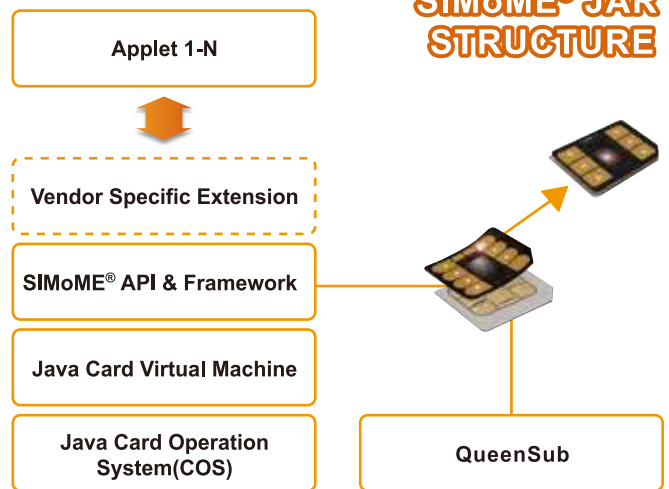 SIMoME® JAR
STRUCTURE
Applet 1-N
Vendor Specific Extension
SIMoME® API & Framework
Java Card Virtual Machine
Java Card Operation
System(COS)
QueenSub